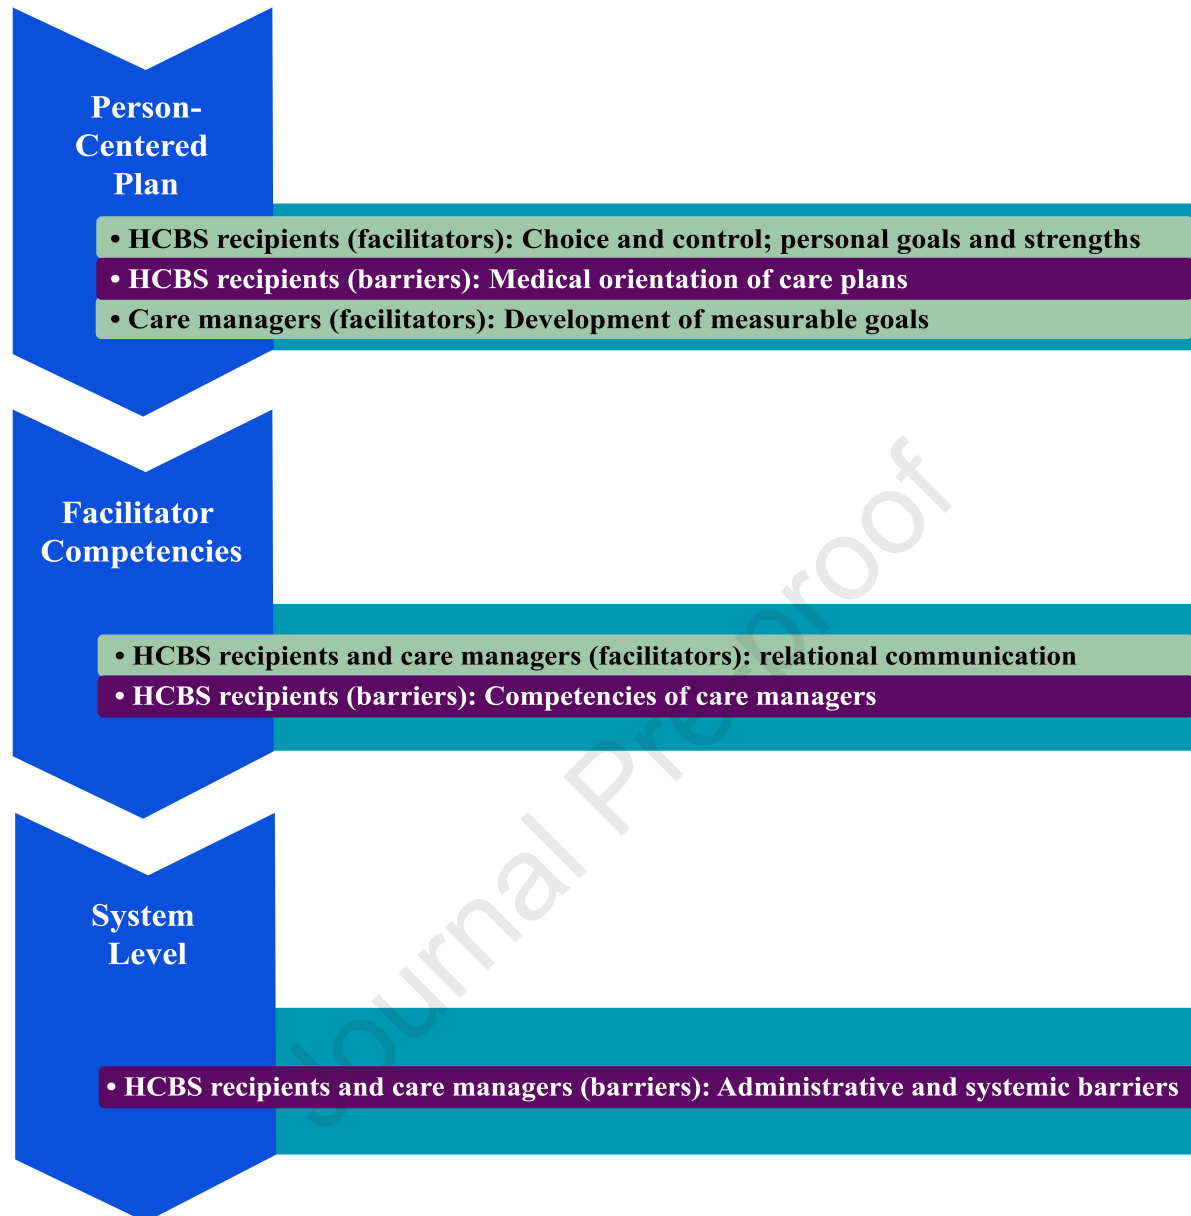 Person-
Centered
Plan
• HCBS recipients (facilitators): Choice and control; personal goals and strengths
• HCBS recipients (barriers): Medical orientation of care plans
• Care managers (facilitators): Development of measurable goals
Facilitator
Competencies
• HCBS recipients and care managers (facilitators): relational communication
• HCBS recipients (barriers): Competencies of care managers
System
Level
• HCBS recipients and care managers (barriers): Administrative and systemic barriers
Journal Pre-proof